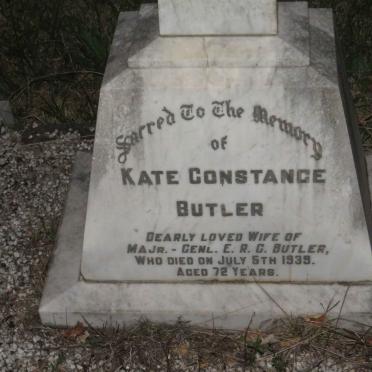 Sacred To The Memory
of
KATE CONSTANCE
BUTLER
DEARLY LOVED WIFE OF
MAJR.-GENL. E. R. C. BUTLER,
WHO DIED ON JULY 5TH 1939.
AGED 72 YEARS.